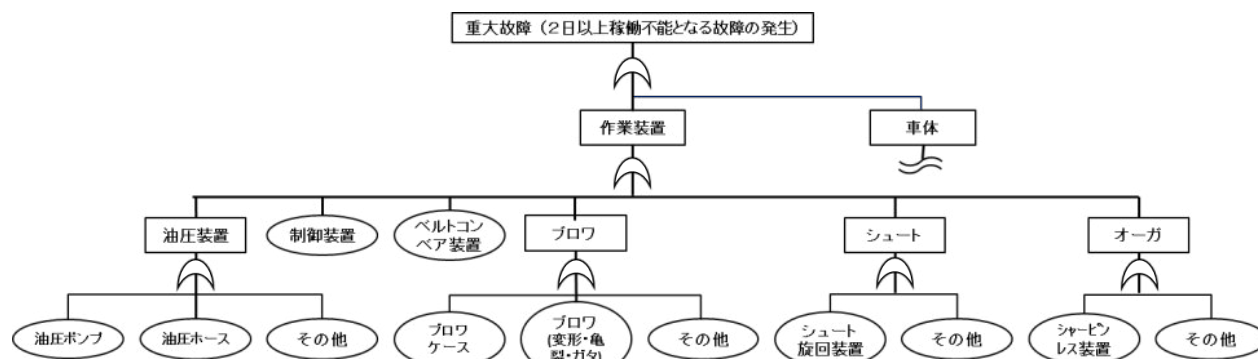 重大故障（２日以上稼働不能となる故障の発生）
作業装置
車体
油圧装置
制御装置
ベルトコン
ベア装置
ブロワ
シュート
オーガ
油圧ポンプ
油圧ホース
その他
ブロワ
ケース
ブロワ
(変形・亀
裂・ガタ)
その他
シュート
旋回装置
その他
シャーピン
レス装置
その他